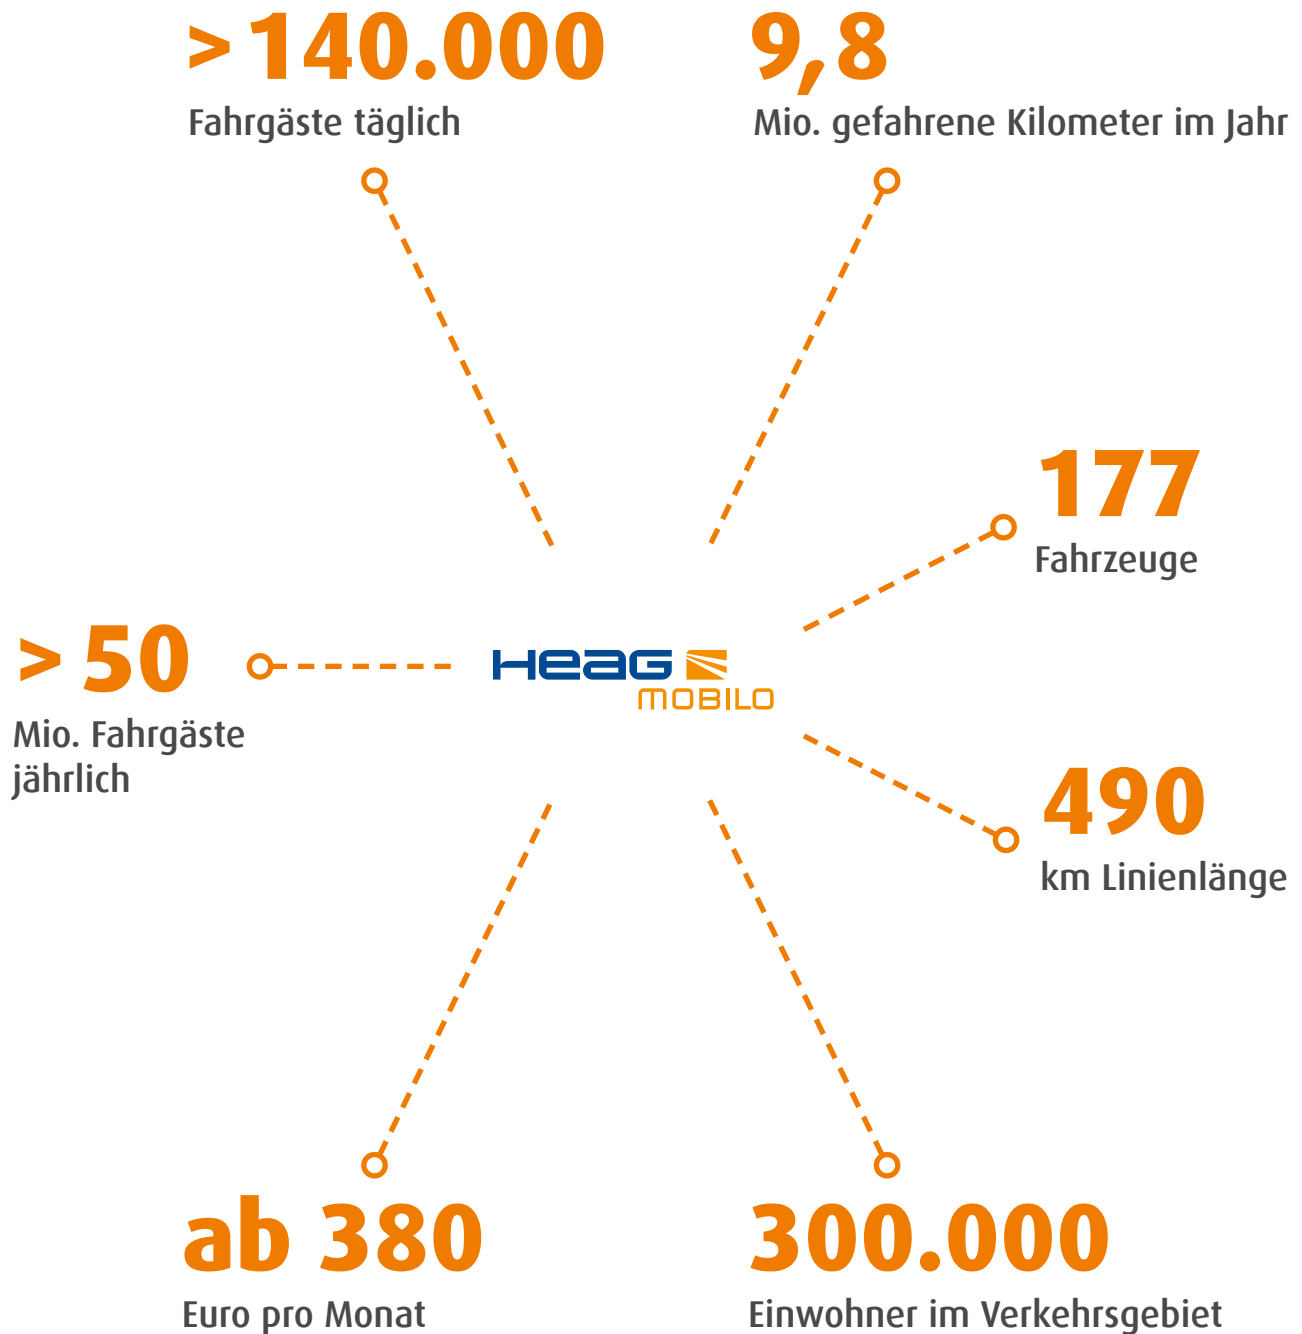 > 140.000
Fahrgäste täglich
9,8
Mio. gefahrene Kilometer im Jahr
177
Fahrzeuge
> 50
Mio. Fahrgäste
jährlich
HEAG
MOBILO
490
km Linienlänge
ab 380
Euro pro Monat
300.000
Einwohner im Verkehrsgebiet